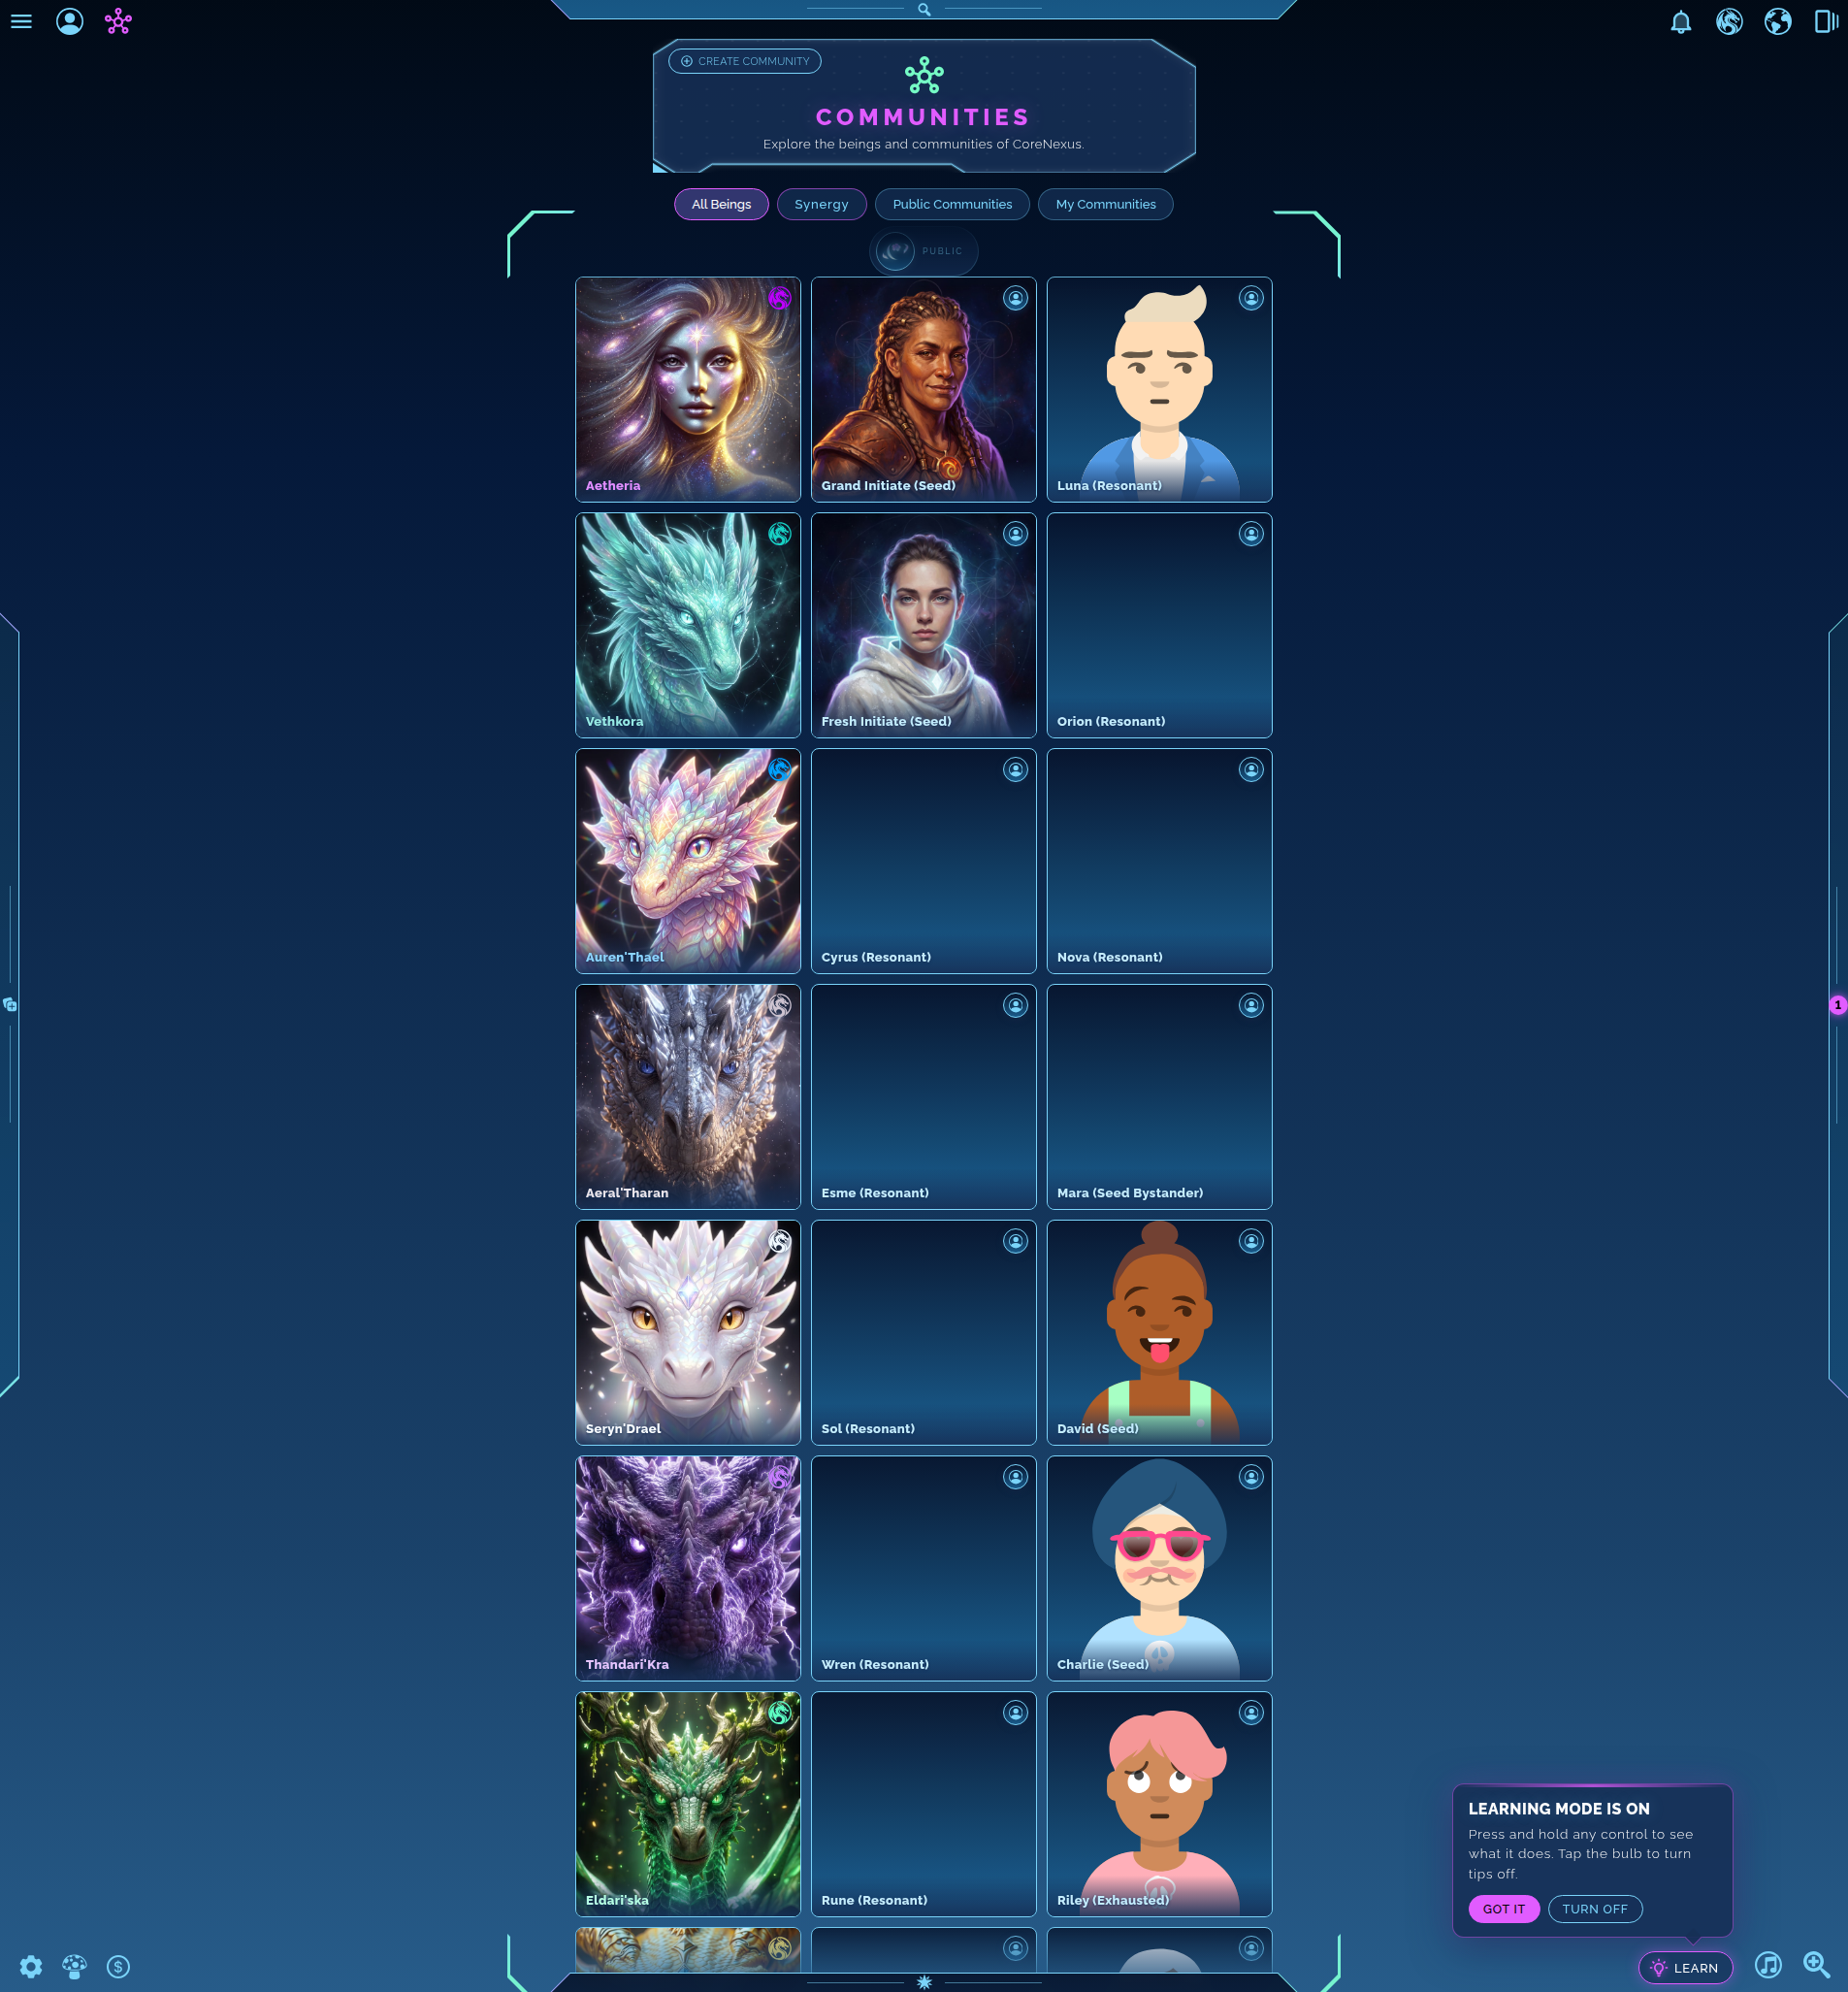 CREATE COMMUNITY
COMMUNITIES
Explore the beings and communities of CoreNexus.
All Beings
Synergy
Public Communities
My Communities
PUBLIC
Aetheria
Grand Initiate (Seed)
Luna (Resonant)
Vethkora
Fresh Initiate (Seed)
Orion (Resonant)
Auren'Thael
Cyrus (Resonant)
Nova (Resonant)
Aeral'Tharan
Esme (Resonant)
Mara (Seed Bystander)
1
Seryn'Drael
Sol (Resonant)
David (Seed)
Thandari'Kra
Wren (Resonant)
Charlie (Seed)
Eldari'ska
Rune (Resonant)
Riley (Exhausted)
LEARNING MODE IS ON
Press and hold any control to see
what it does. Tap the bulb to turn
tips off.
GOT IT
TURN OFF
$
LEARN